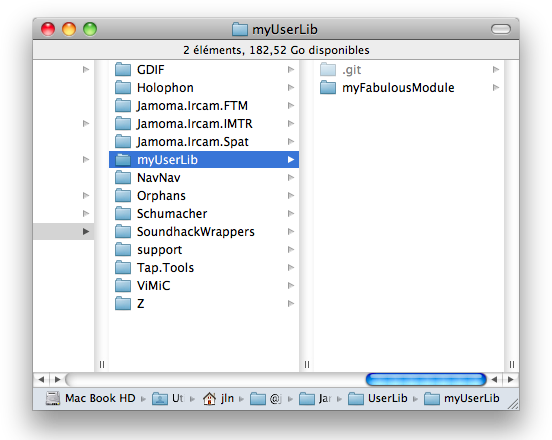 myUserLib
2 éléments, 182,52 Go disponibles
GDIF
Holophon
Jamoma.Ircam.FTM
Jamoma.Ircam.IMTR
Jamoma.Ircam.Spat
myUserLib
NavNav
Orphans
Schumacher
SoundhackWrappers
support
Tap.Tools
ViMiC
Z
.git
myFabulousModule
Mac Book HD Ut jln @j Jar UserLib myUserLib